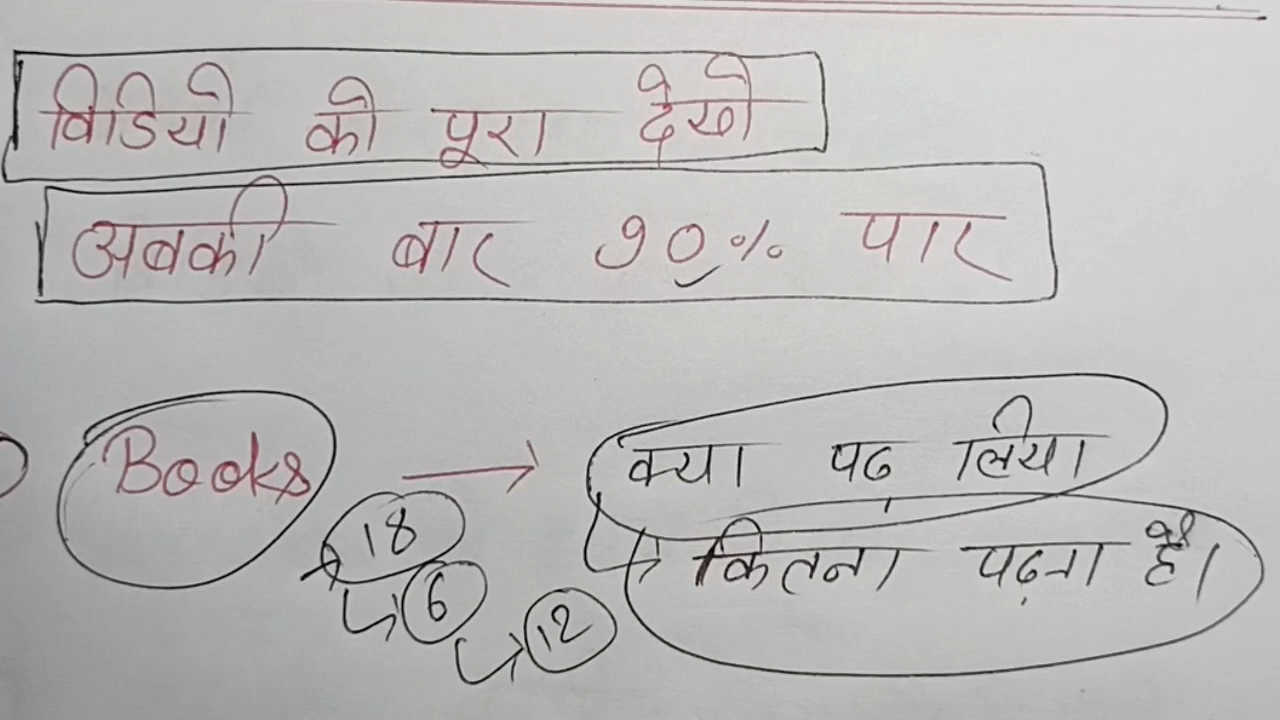 विडियो को पूरा देखो
अबकी बार 90% पार
Books → क्या पढ़ लिया
18
↳ कितना पढ़ना है।
↳ 6
↳ 12